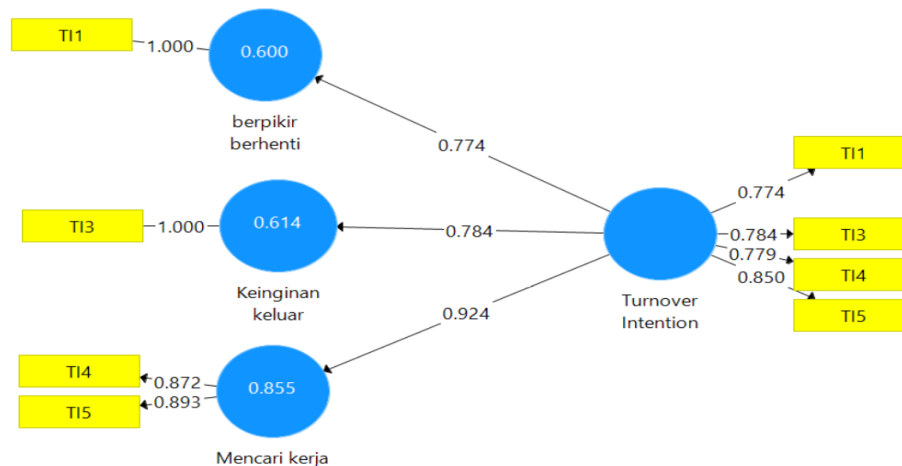 TI1
1.000
0.600
berpikir
berhenti
0.774
TI1
0.774
TI3
1.000
0.614
0.784
0.784
TI3
0.779
TI4
0.850
TI5
Keinginan
keluar
Turnover
Intention
0.924
TI4
0.872
0.855
TI5
0.893
Mencari kerja